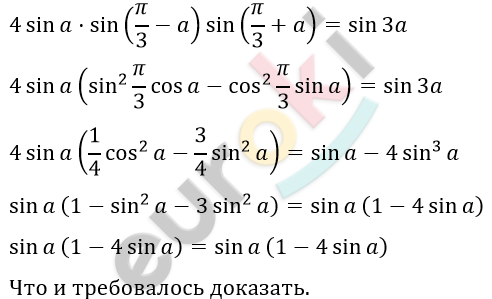 4 sin a · sin (π/3 − a) sin (π/3 + a) = sin 3a
4 sin a (sin² π/3 cos a − cos² π/3 sin a) = sin 3a
4 sin a (1/4 cos² a − 3/4 sin² a) = sin a − 4 sin³ a
sin a (1 − sin² a − 3 sin² a) = sin a (1 − 4 sin a)
sin a (1 − 4 sin a) = sin a (1 − 4 sin a)
Что и требовалось доказать.
euroki